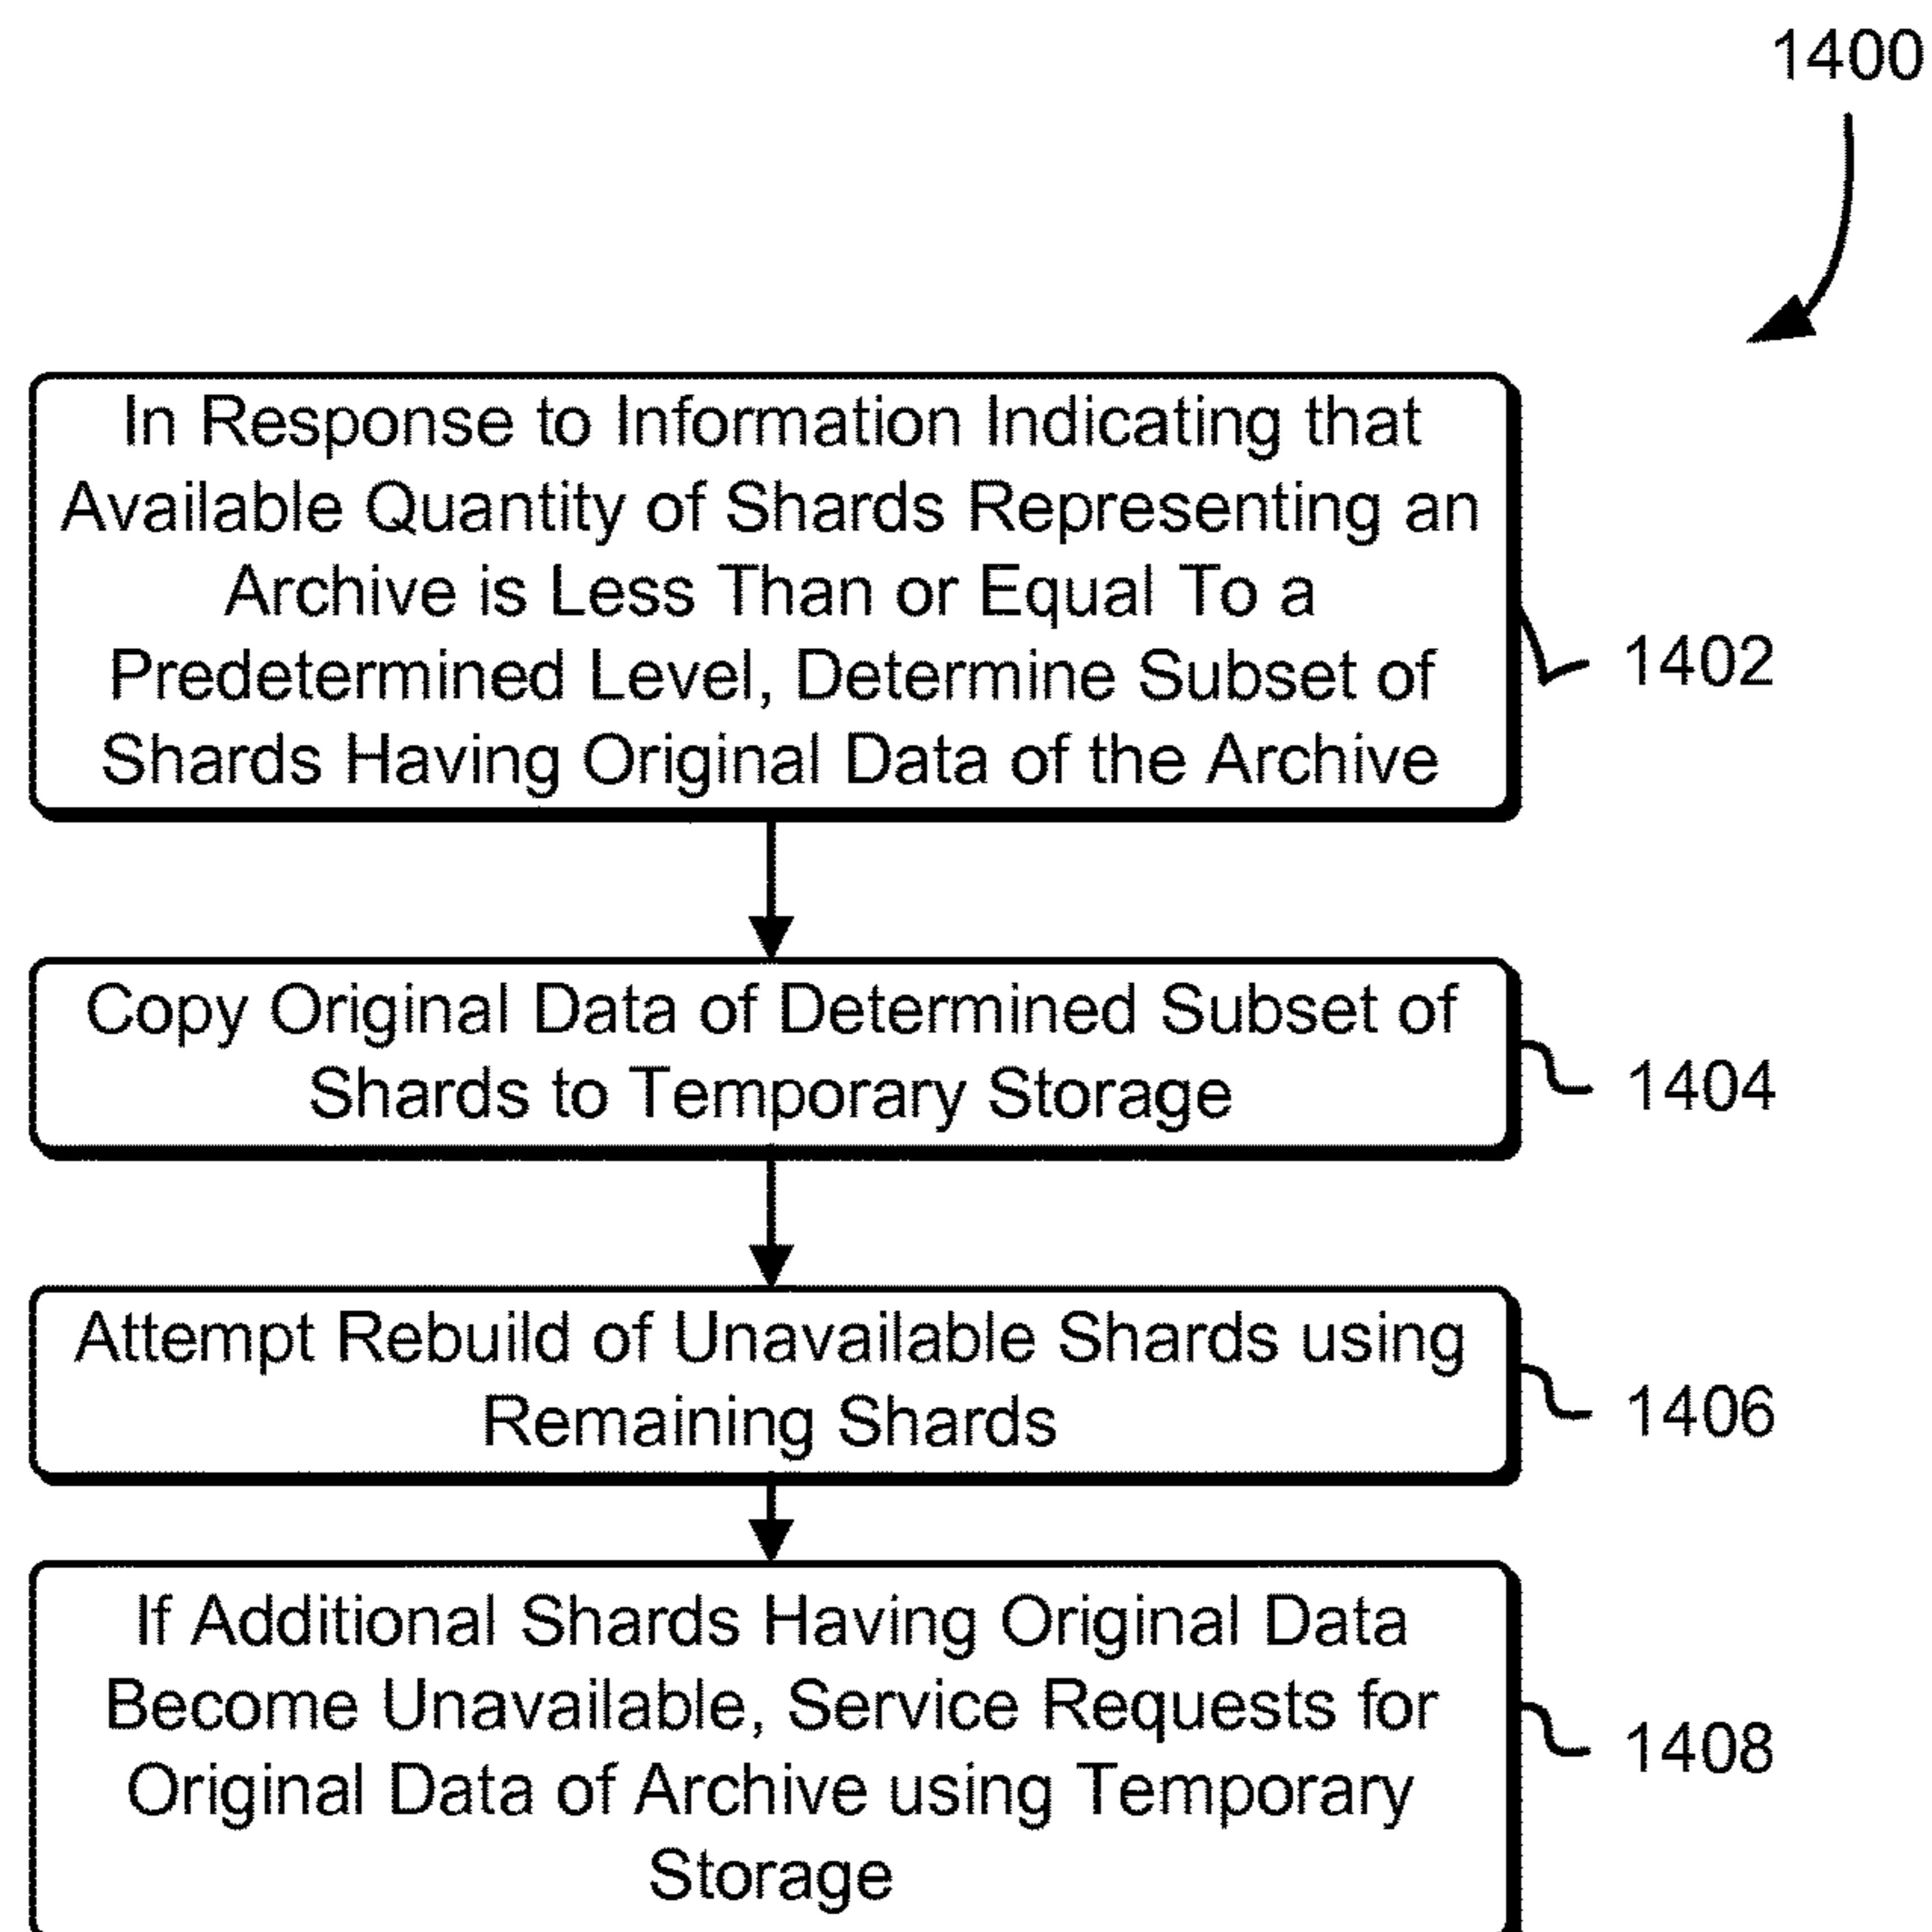 1400
In Response to Information Indicating that
Available Quantity of Shards Representing an
Archive is Less Than or Equal To a
Predetermined Level, Determine Subset of
Shards Having Original Data of the Archive
1402
Copy Original Data of Determined Subset of
Shards to Temporary Storage
1404
Attempt Rebuild of Unavailable Shards using
Remaining Shards
1406
If Additional Shards Having Original Data
Become Unavailable, Service Requests for
Original Data of Archive using Temporary
Storage
1408